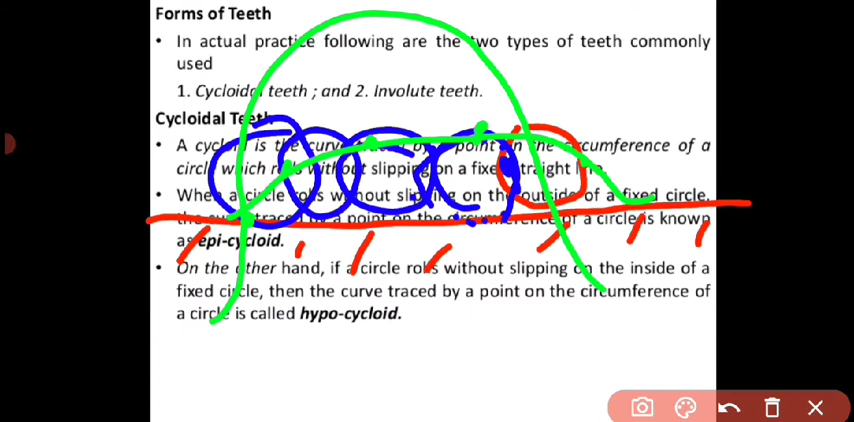 Forms of Teeth
• In actual practice following are the two types of teeth commonly
used
1. Cycloidal teeth ; and 2. Involute teeth.
Cycloidal Teeth
• A cycloid is the curve traced by a point on the circumference of a
circle which rolls without slipping on a fixed straight line.
• When a circle rolls without slipping on the outside of a fixed circle,
the curve traced by a point on the circumference of a circle is known
as epi-cycloid.
• On the other hand, if a circle rolls without slipping on the inside of a
fixed circle, then the curve traced by a point on the circumference of
a circle is called hypo-cycloid.